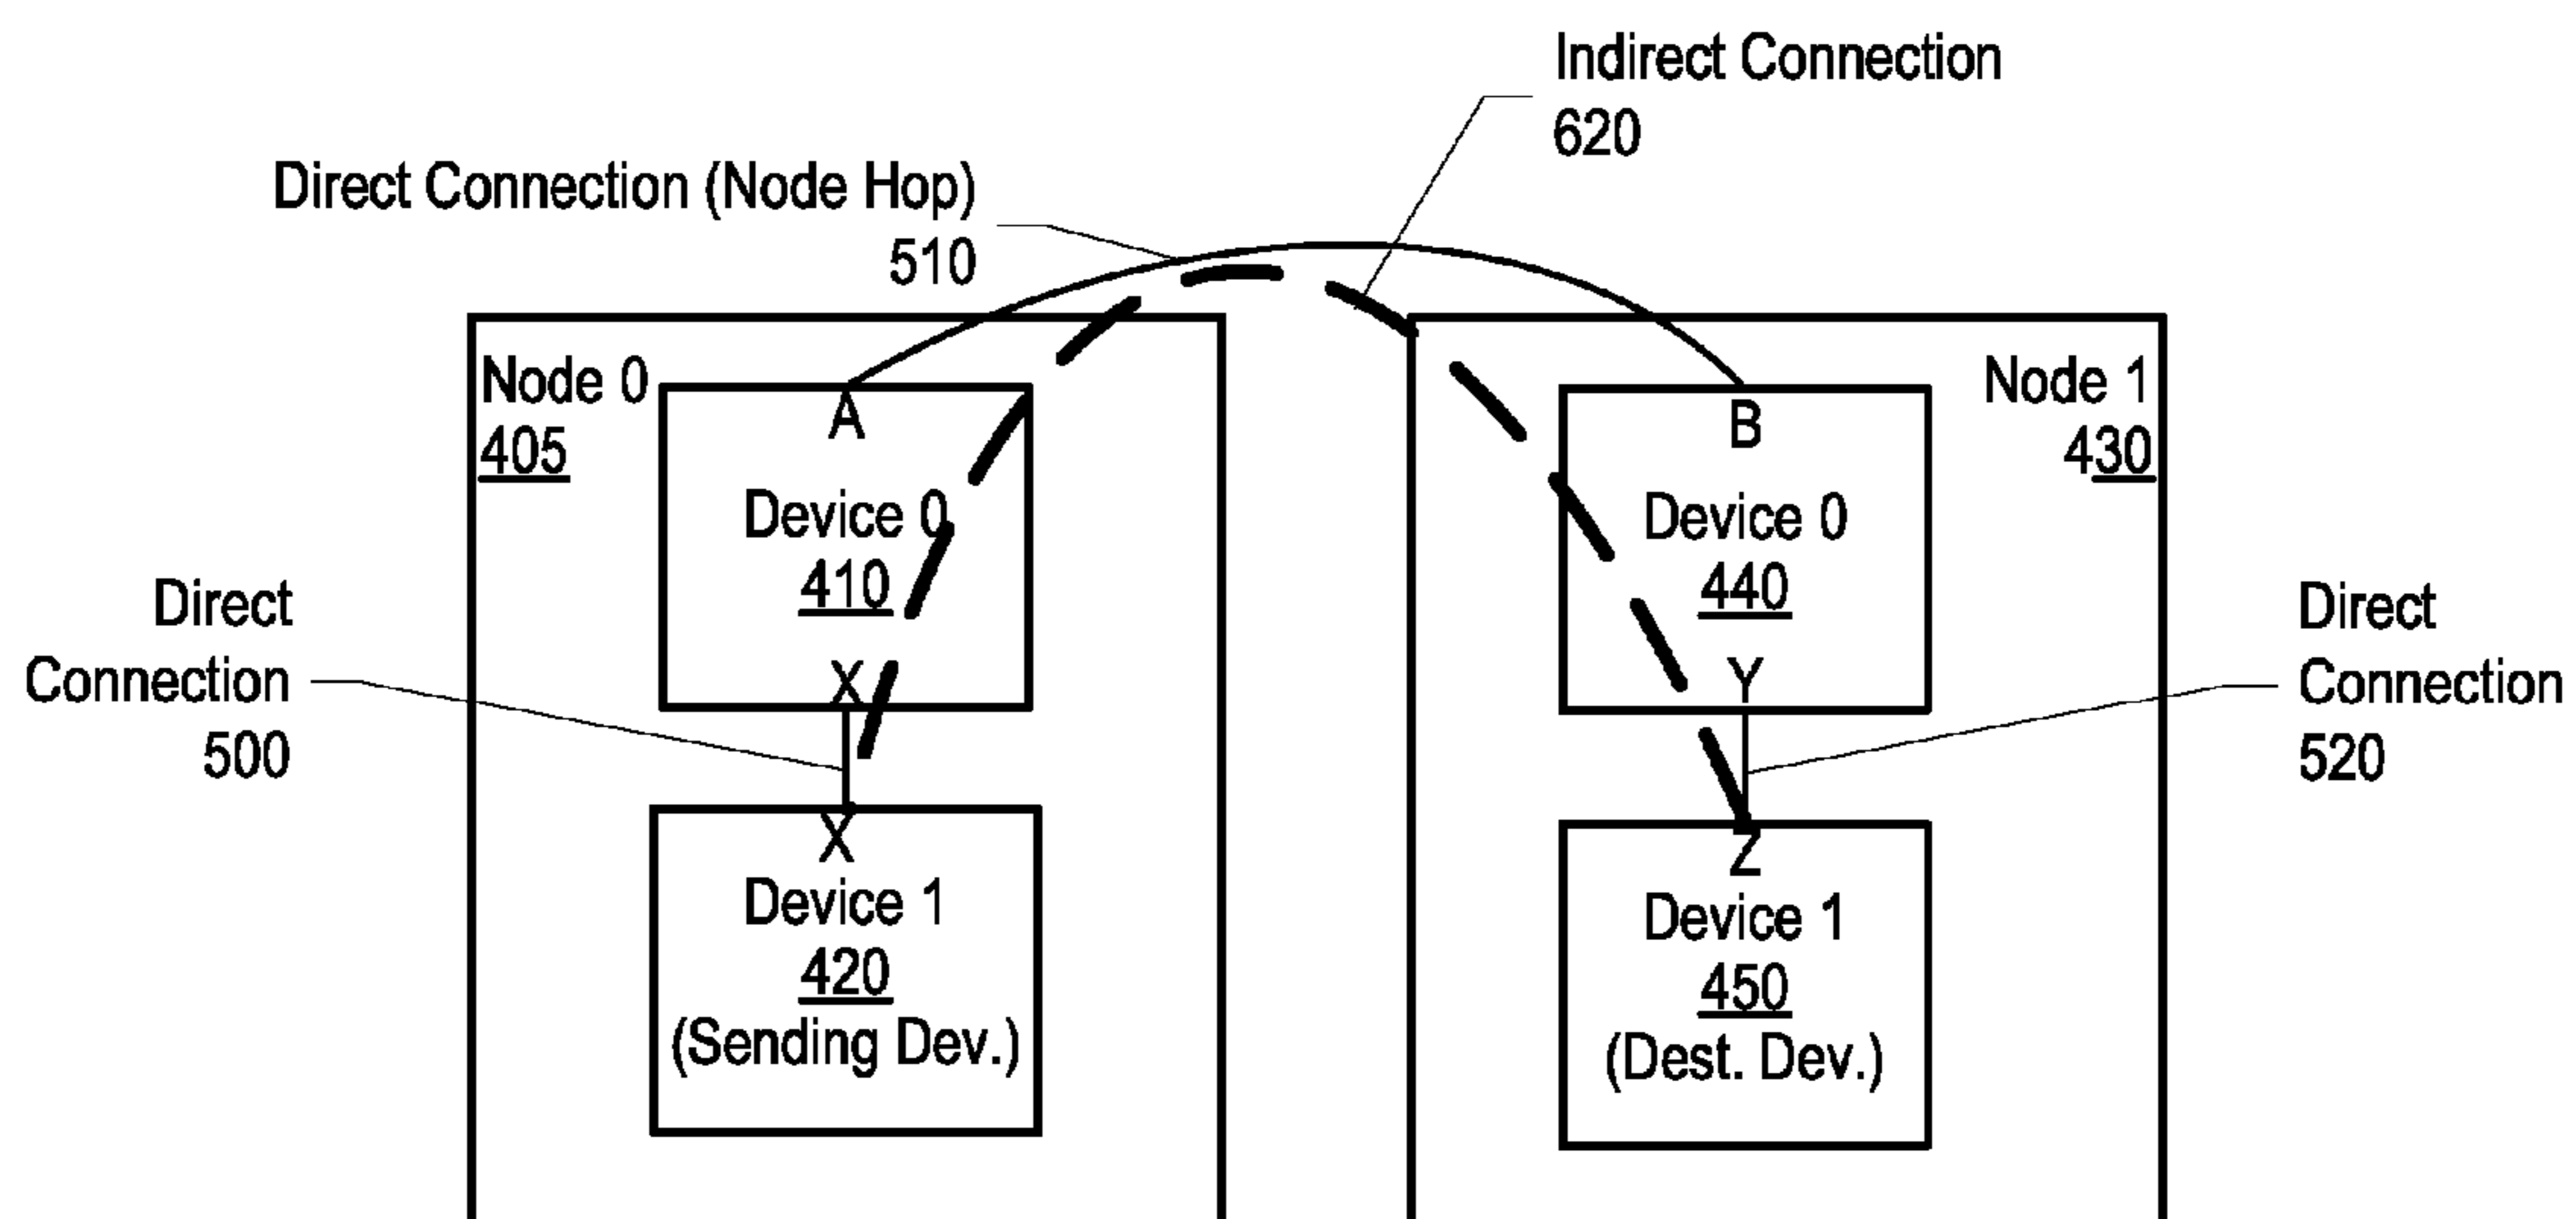 Indirect Connection
620
Direct Connection (Node Hop)
510
Node 0
405
A
Device 0
410
X
Direct
Connection
500
X
Device 1
420
(Sending Dev.)
Node 1
430
B
Device 0
440
Y
Direct
Connection
520
Z
Device 1
450
(Dest. Dev.)